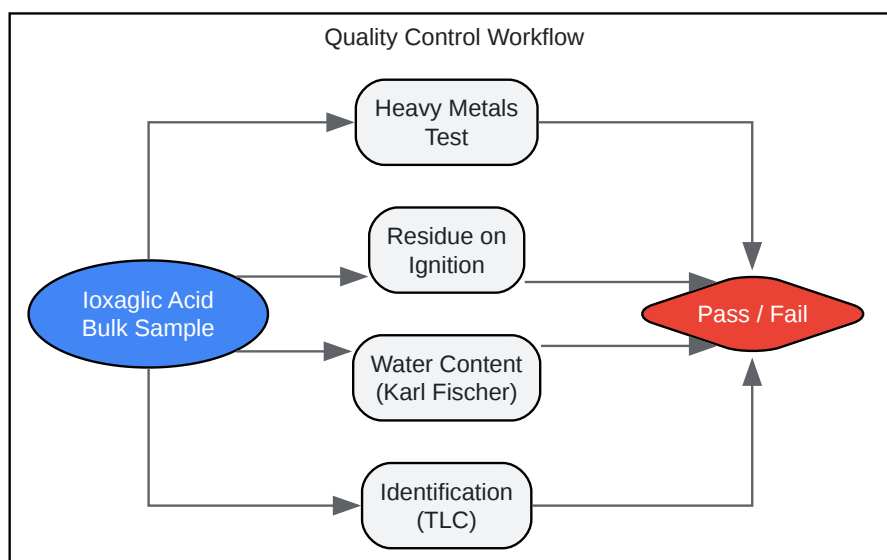 Quality Control Workflow
Heavy Metals
Test
Residue on
Ignition
Ioxaglic Acid
Bulk Sample
Pass / Fail
Water Content
(Karl Fischer)
Identification
(TLC)